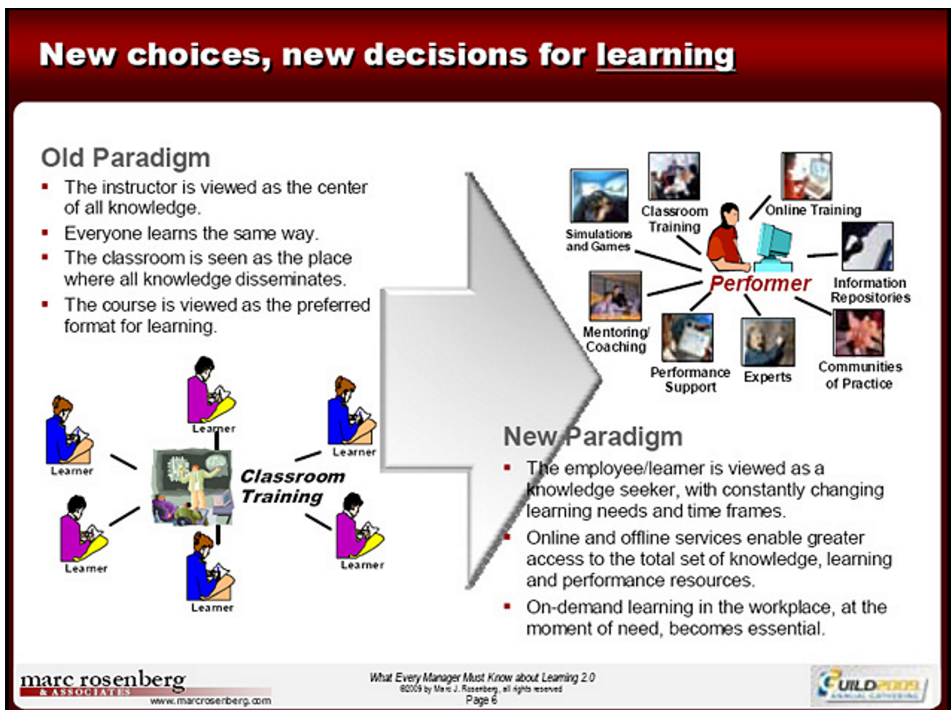 New choices, new decisions for learning
Old Paradigm
▪ The instructor is viewed as the center
of all knowledge.
▪ Everyone learns the same way.
▪ The classroom is seen as the place
where all knowledge disseminates.
▪ The course is viewed as the preferred
format for learning.
Learner
Learner
Learner
Classroom
Training
Learner
Learner
Learner
Simulations
and Games
Classroom
Training
Online Training
Performer
Information
Repositories
Mentoring/
Coaching
Performance
Support
Experts
Communities
of Practice
New Paradigm
▪ The employee/learner is viewed as a
knowledge seeker, with constantly changing
learning needs and time frames.
▪ Online and offline services enable greater
access to the total set of knowledge, learning
and performance resources.
▪ On-demand learning in the workplace, at the
moment of need, becomes essential.
marc rosenberg
& ASSOCIATES
www.marcrosenberg.com
What Every Manager Must Know about Learning 2.0
©2009 by Marc J. Rosenberg, all rights reserved
Page 6
GUILD2009
ANNUAL GATHERING